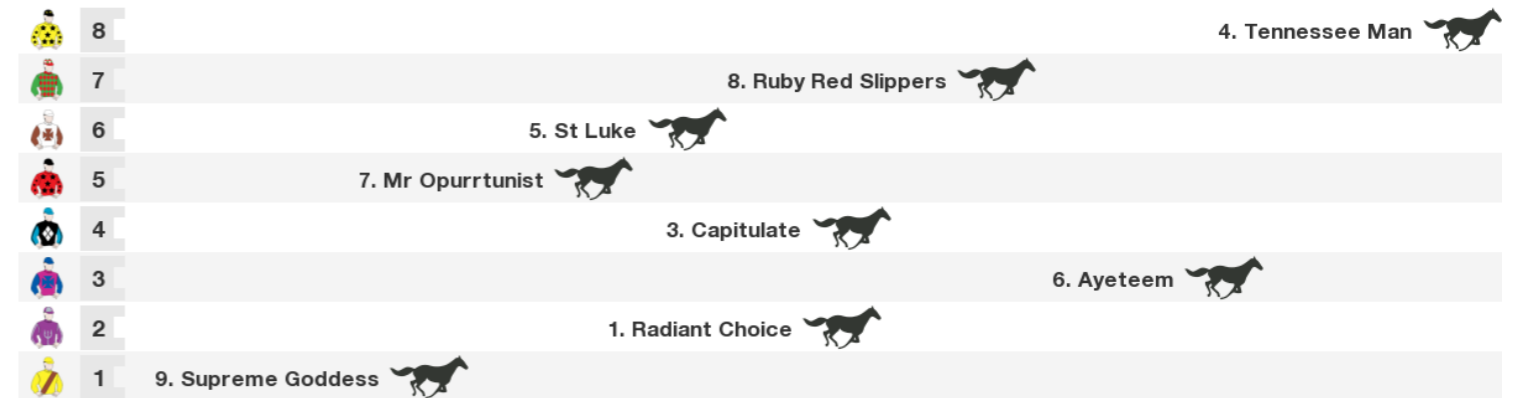 8 4. Tennessee Man
7 8. Ruby Red Slippers
6 5. St Luke
5 7. Mr Opurrtunist
4 3. Capitulate
3 6. Ayeteem
2 1. Radiant Choice
1 9. Supreme Goddess